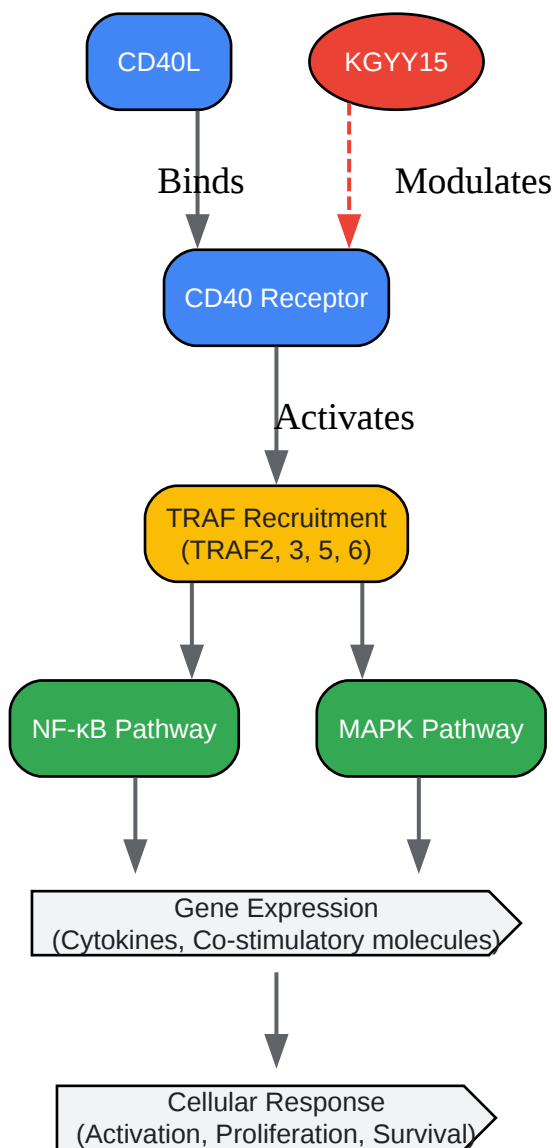 CD40L
KGYY15
Binds
Modulates
CD40 Receptor
Activates
TRAF Recruitment
(TRAF2, 3, 5, 6)
NF-κB Pathway
MAPK Pathway
Gene Expression
(Cytokines, Co-stimulatory molecules)
Cellular Response
(Activation, Proliferation, Survival)